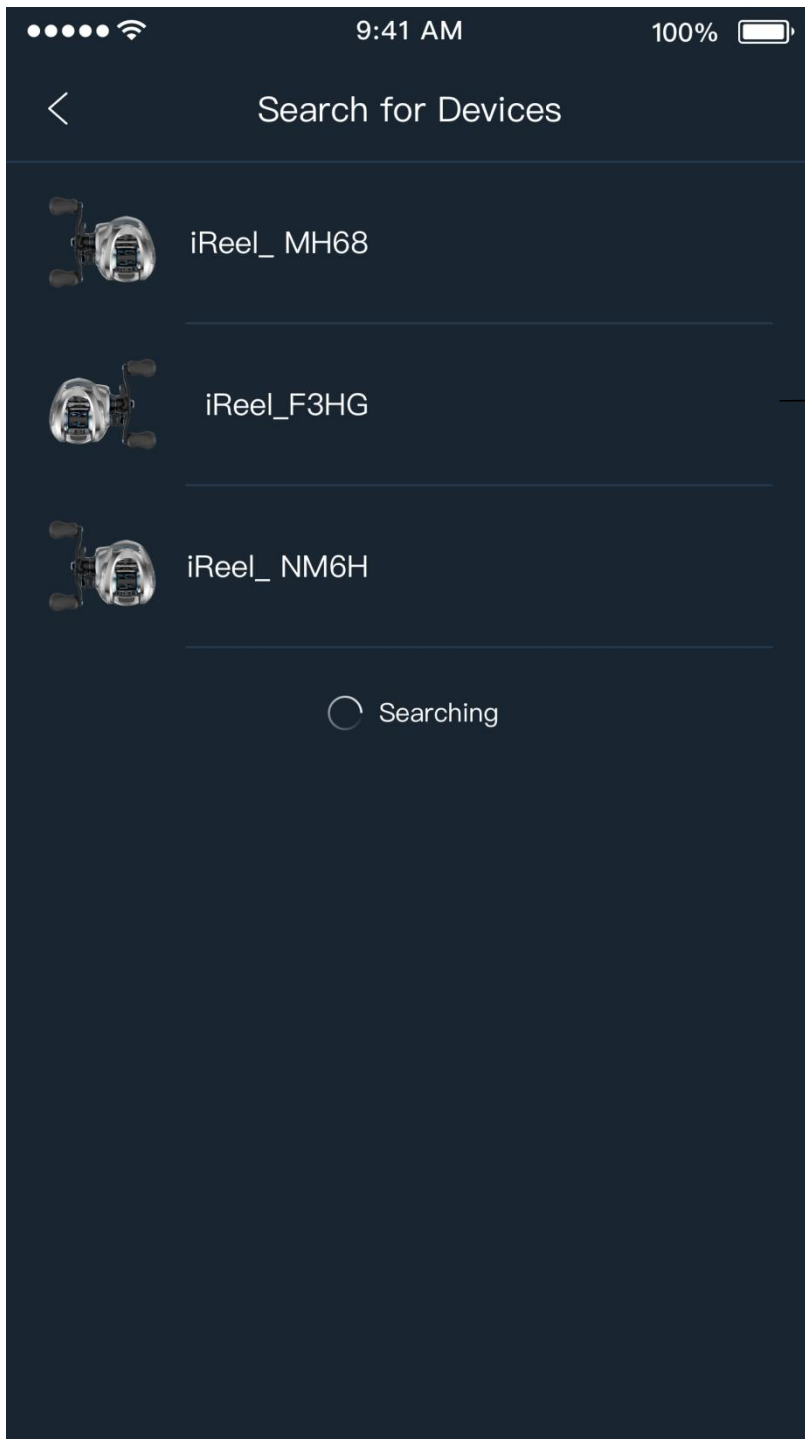 9:41 AM 100%
Search for Devices
iReel_ MH68
iReel_F3HG
iReel_ NM6H
Searching